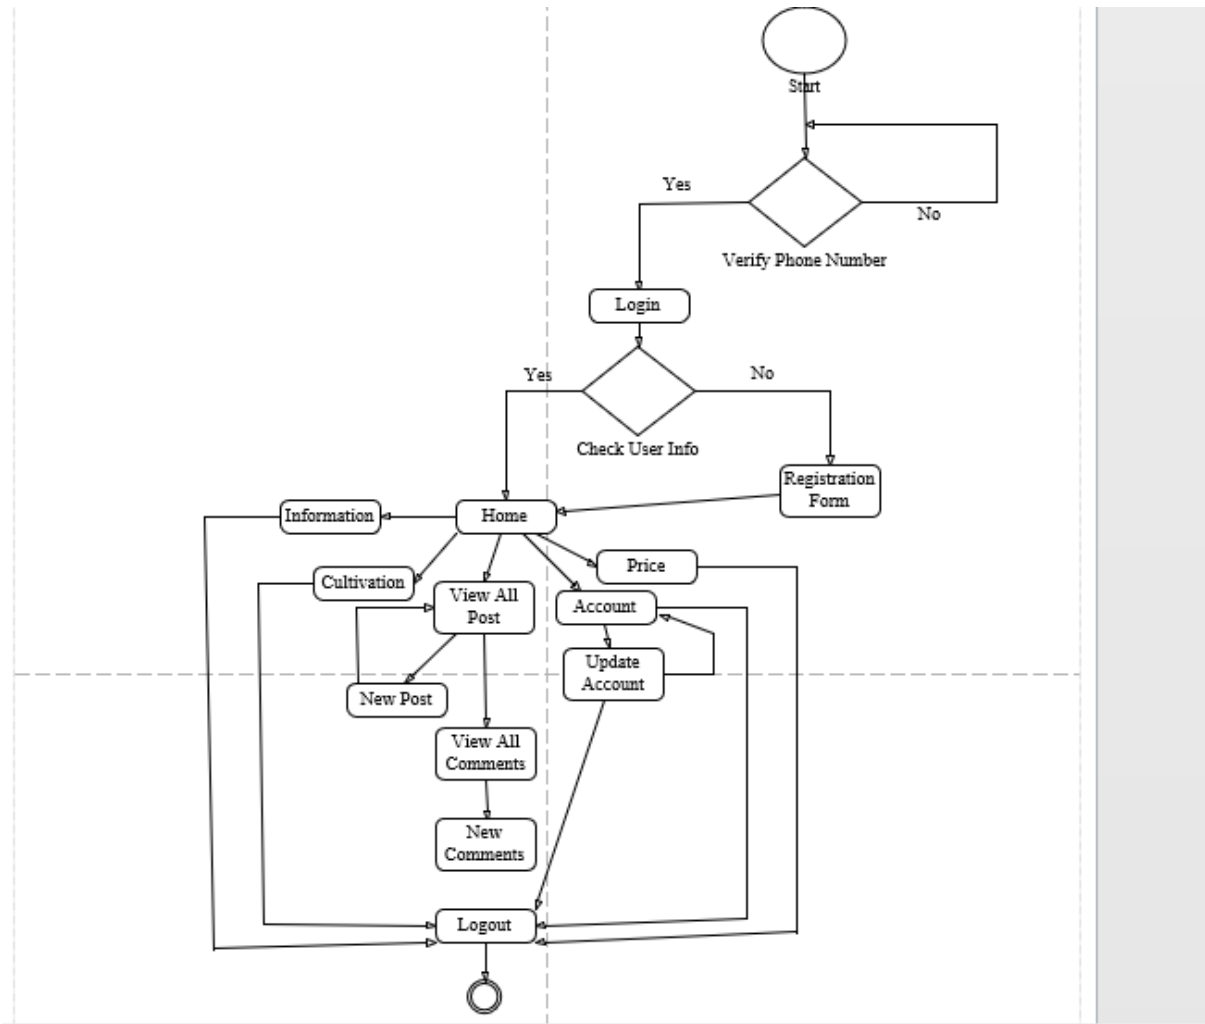 Start
Yes
No
Verify Phone Number
Login
Yes
No
Check User Info
Registration
Form
Information
Home
Price
Cultivation
View All
Post
Account
Update
Account
New Post
View All
Comments
New
Comments
Logout